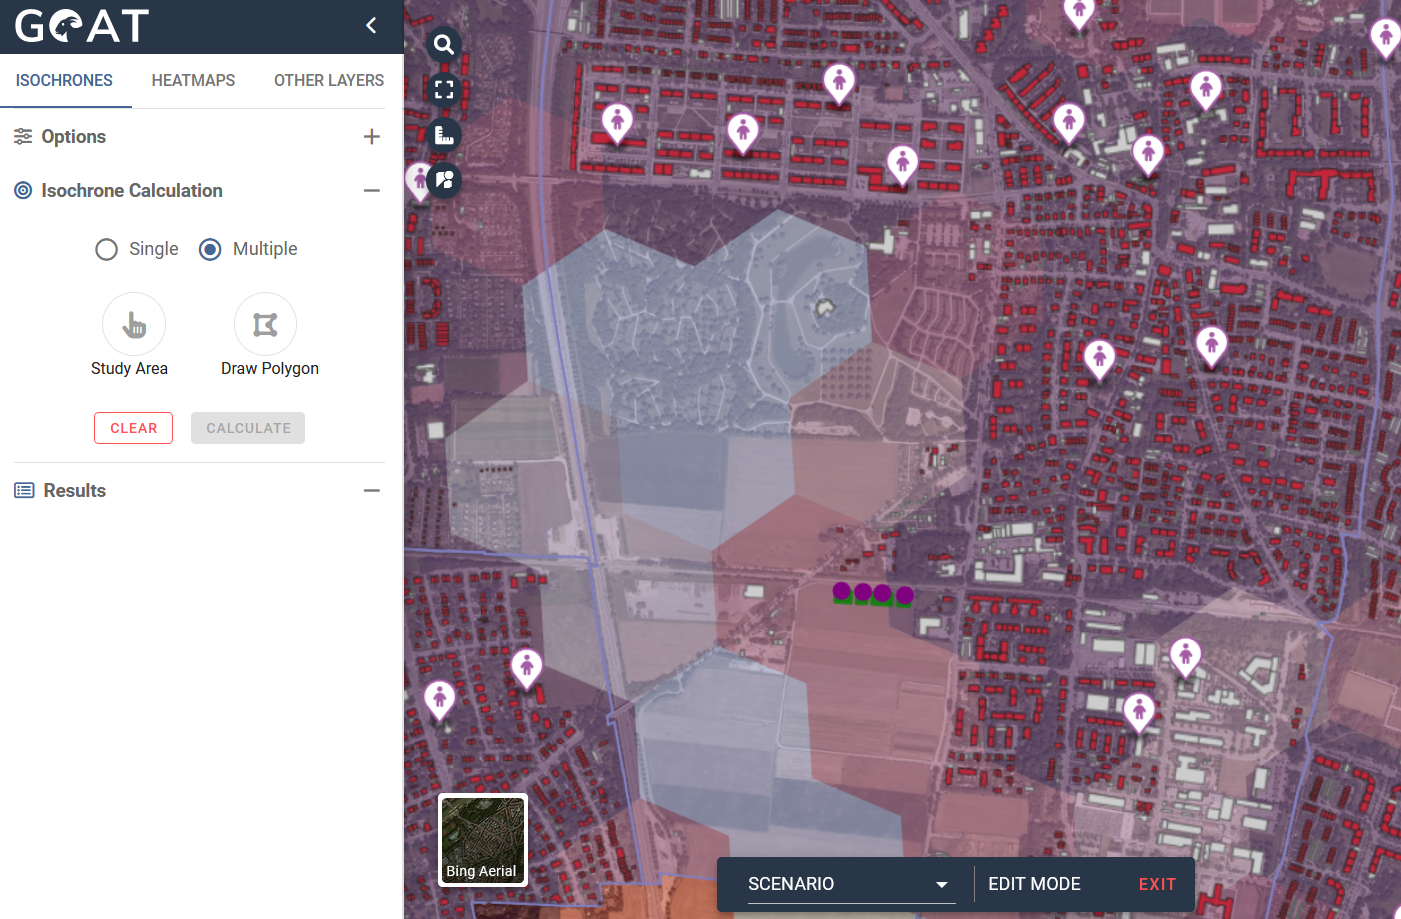 GOAT
ISOCHRONES HEATMAPS OTHER LAYERS
Options
Isochrone Calculation
Single Multiple
Study Area Draw Polygon
CLEAR CALCULATE
Results
Bing Aerial
SCENARIO EDIT MODE EXIT